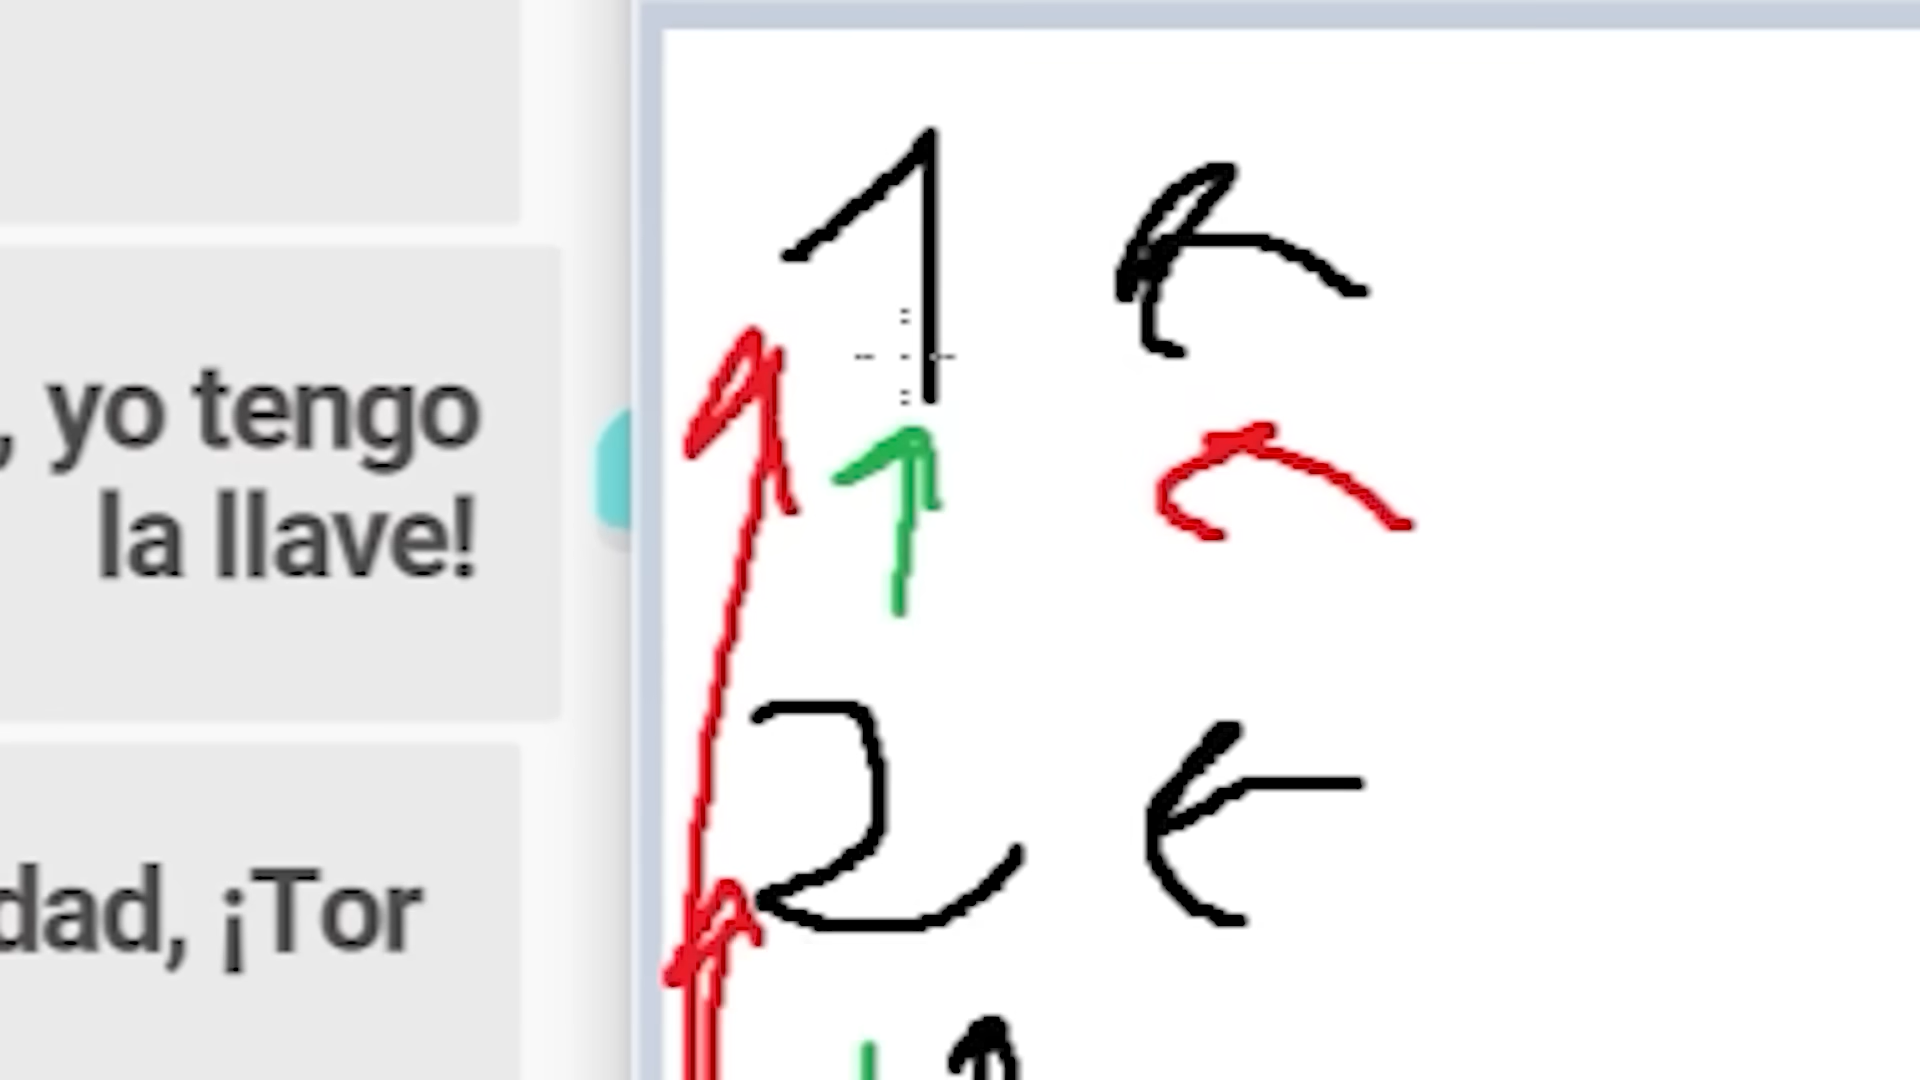 , yo tengo
la llave!
dad, ¡Tor
1
2